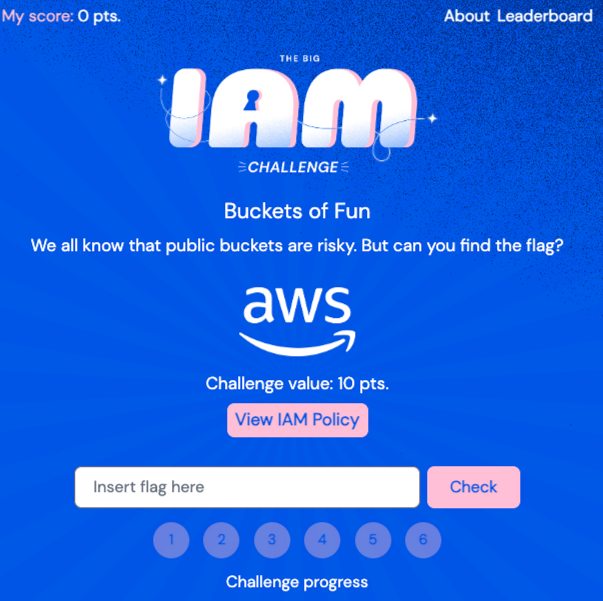 My score: 0 pts.
About Leaderboard
THE BIG
IAM
CHALLENGE
Buckets of Fun
We all know that public buckets are risky. But can you find the flag?
aws
Challenge value: 10 pts.
View IAM Policy
Insert flag here
Check
1 2 3 4 5 6
Challenge progress